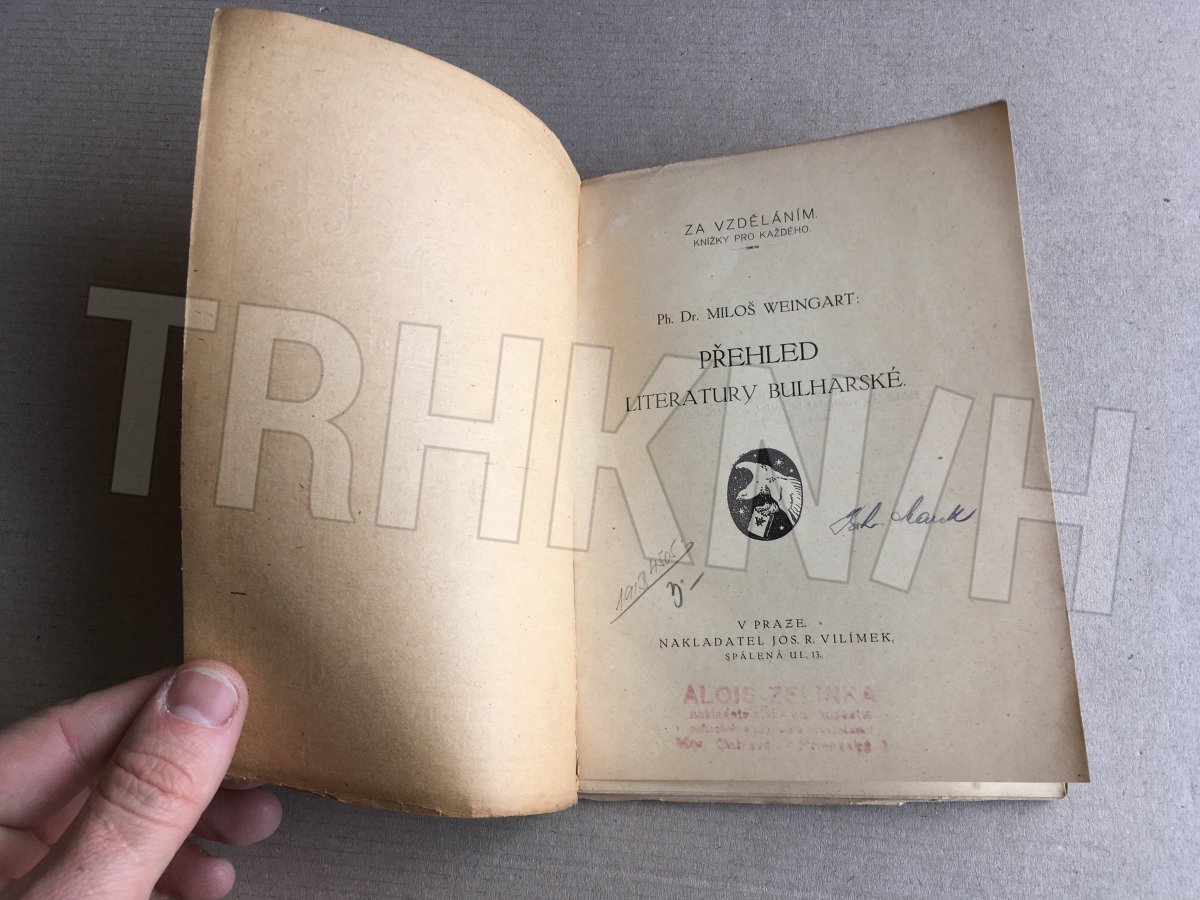 ZA VZDĚLÁNÍM.
KNÍŽKY PRO KAŽDÉHO.
Ph. Dr. MILOŠ WEINGART:
PŘEHLED
LITERATURY BULHARSKÉ.
TRHKNIH
V PRAZE.
NAKLADATEL JOS. R. VILÍMEK,
SPÁLENÁ UL. 13.
ALOIS ZELINKA